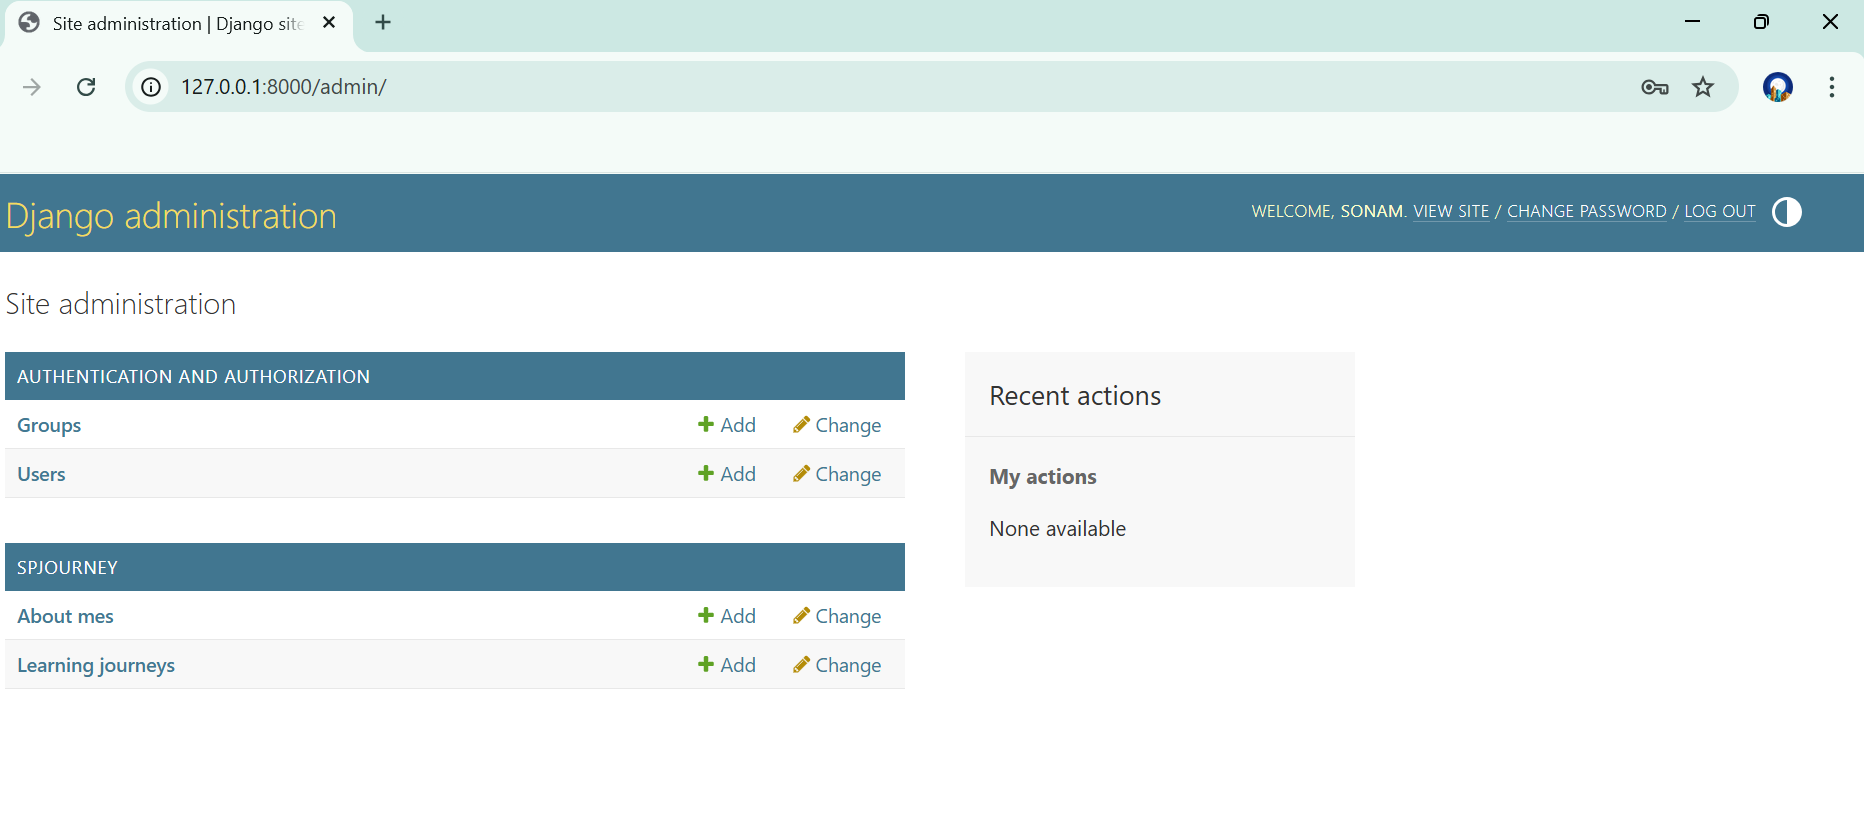 Site administration | Django site
127.0.0.1:8000/admin/
Django administration
WELCOME, SONAM. VIEW SITE / CHANGE PASSWORD / LOG OUT
Site administration
AUTHENTICATION AND AUTHORIZATION
Groups Add Change
Users Add Change
SPJOURNEY
About mes Add Change
Learning journeys Add Change
Recent actions
My actions
None available